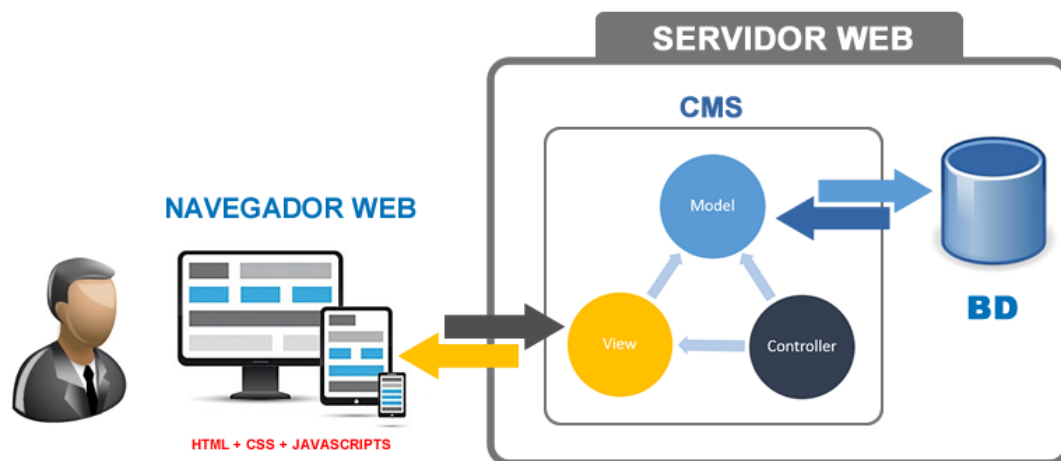 SERVIDOR WEB
CMS
Model
NAVEGADOR WEB
BD
View
Controller
HTML + CSS + JAVASCRIPTS